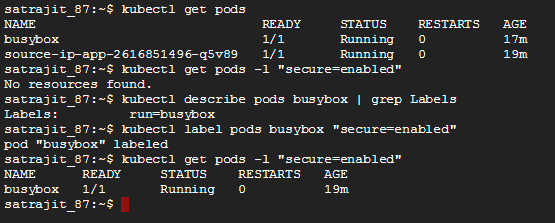 satrajit_87:~$ kubectl get pods
NAME READY STATUS RESTARTS AGE
busybox 1/1 Running 0 17m
source-ip-app-2616851496-q5v89 1/1 Running 0 19m
satrajit_87:~$ kubectl get pods -l "secure=enabled"
No resources found.
satrajit_87:~$ kubectl describe pods busybox | grep Labels
Labels: run=busybox
satrajit_87:~$ kubectl label pods busybox "secure=enabled"
pod "busybox" labeled
satrajit_87:~$ kubectl get pods -l "secure=enabled"
NAME READY STATUS RESTARTS AGE
busybox 1/1 Running 0 19m
satrajit_87:~$